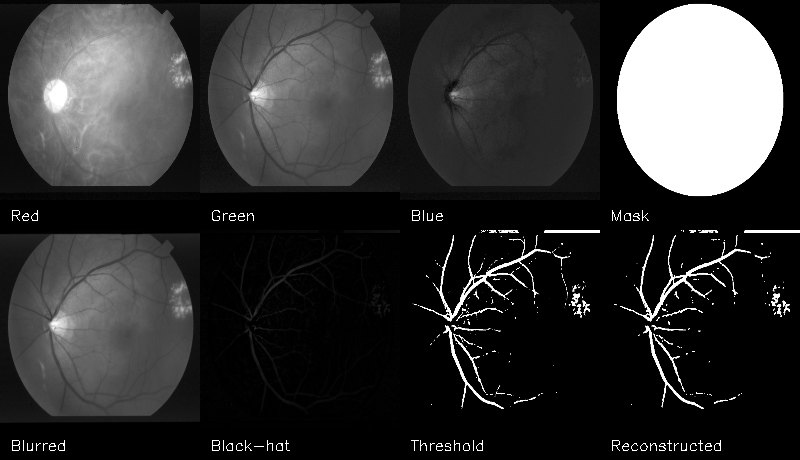 Red
Green
Blue
Mask
Blurred
Black-hat
Threshold
Reconstructed